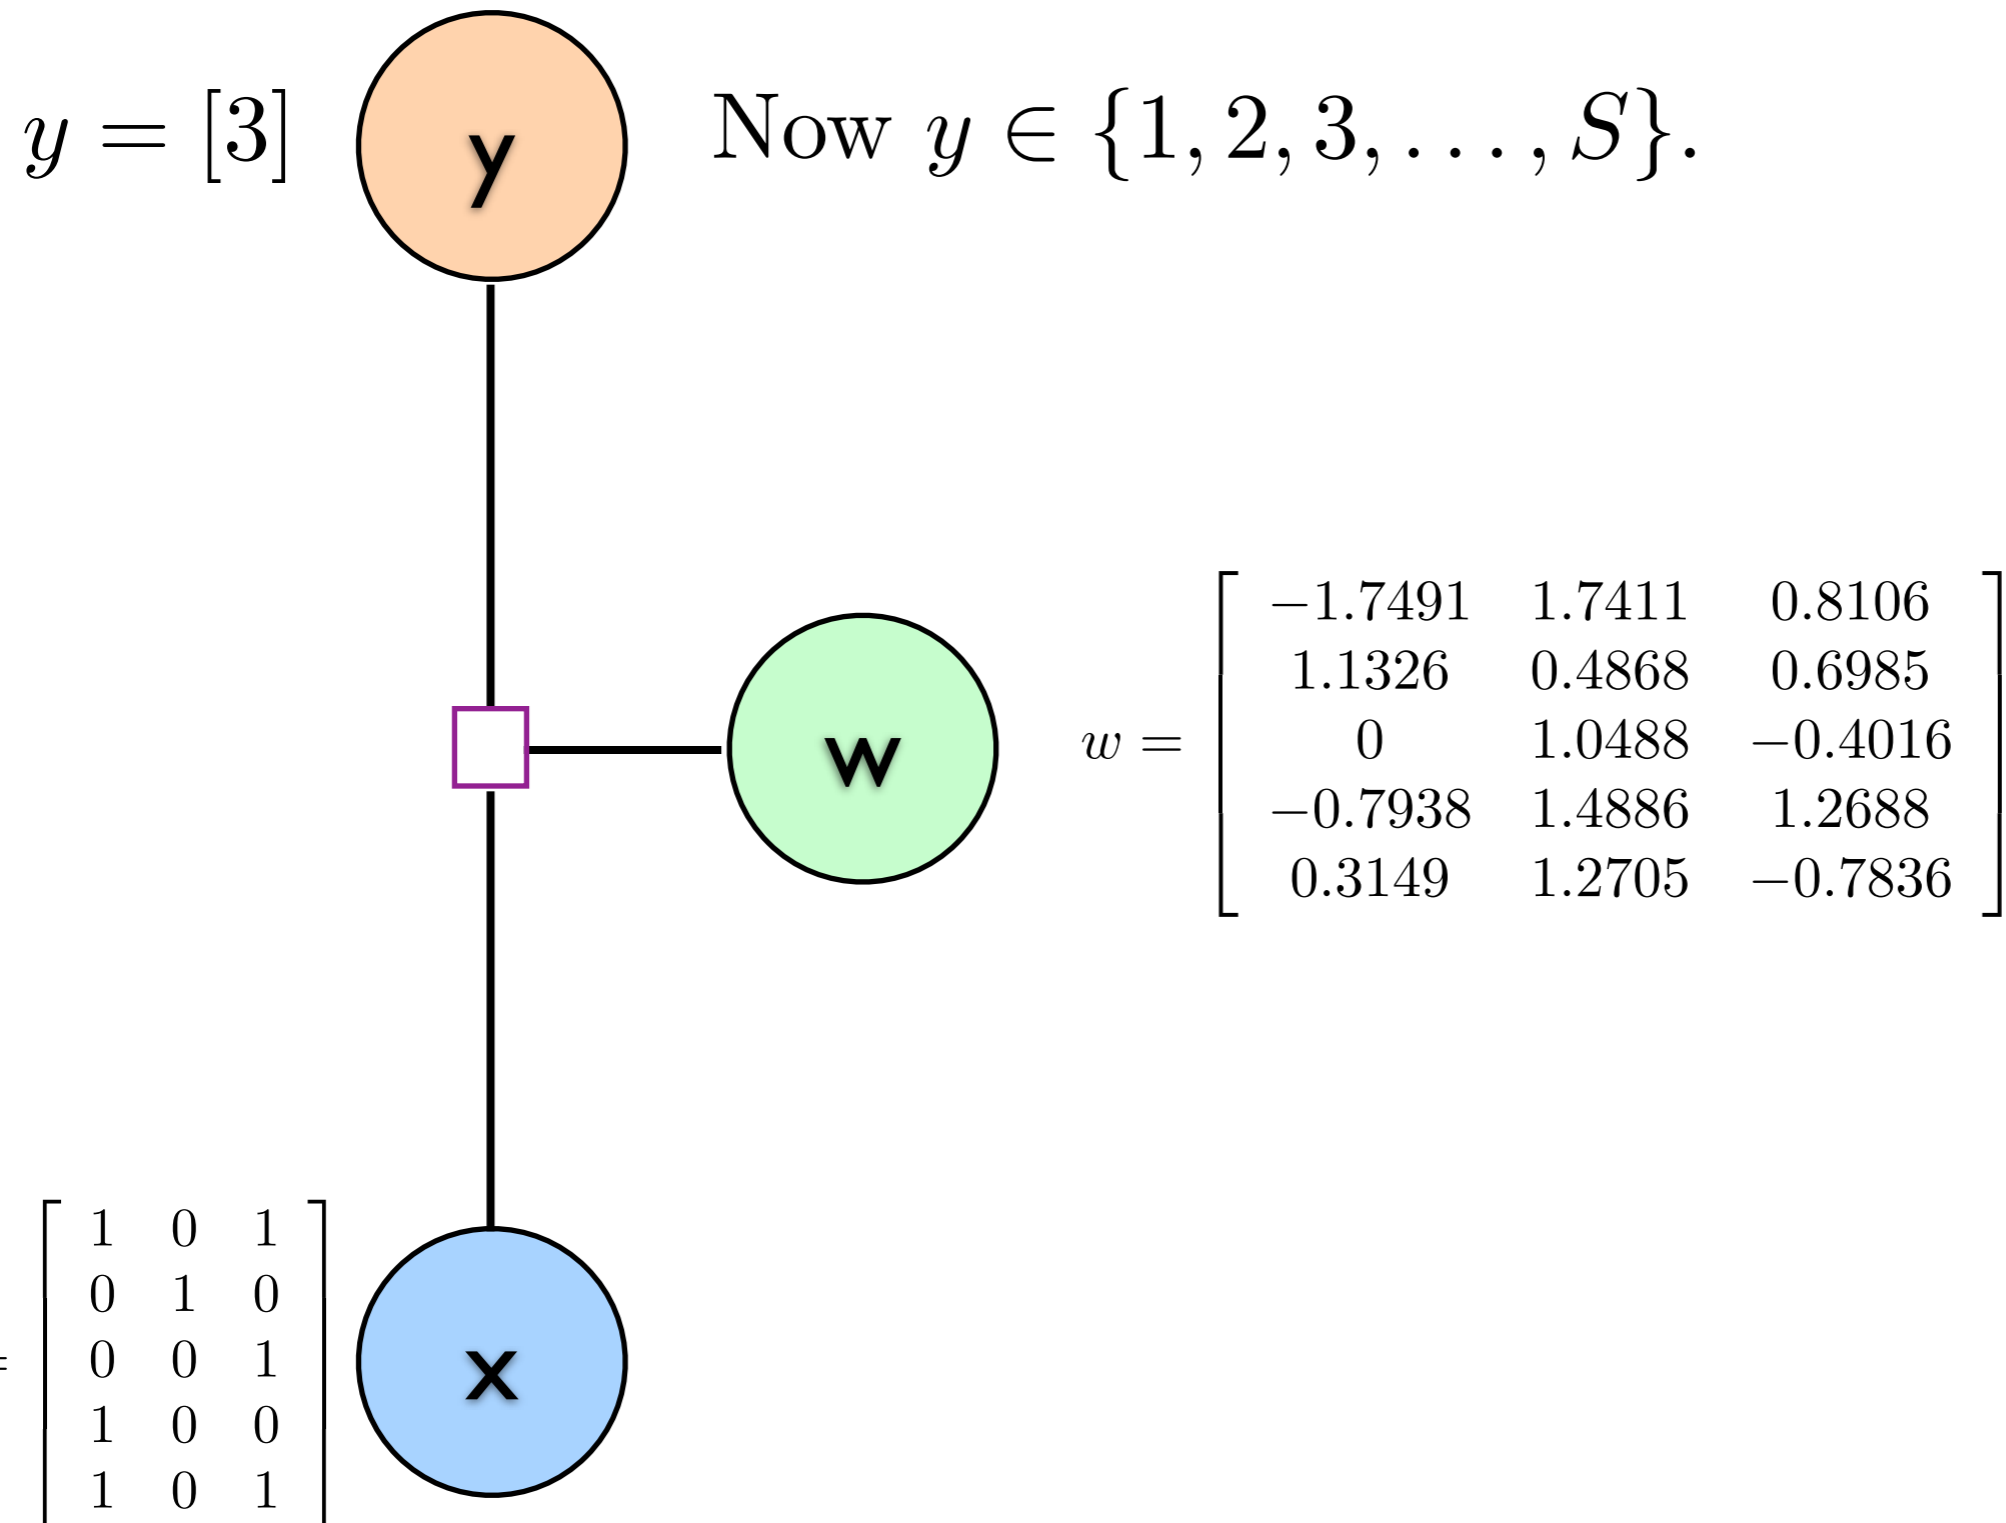 y = [3]
y
Now y ∈ {1, 2, 3, . . . , S}.
w
w =
−1.7491 1.7411 0.8106
1.1326 0.4868 0.6985
0 1.0488 −0.4016
−0.7938 1.4886 1.2688
0.3149 1.2705 −0.7836
=
1 0 1
0 1 0
0 0 1
1 0 0
1 0 1
x